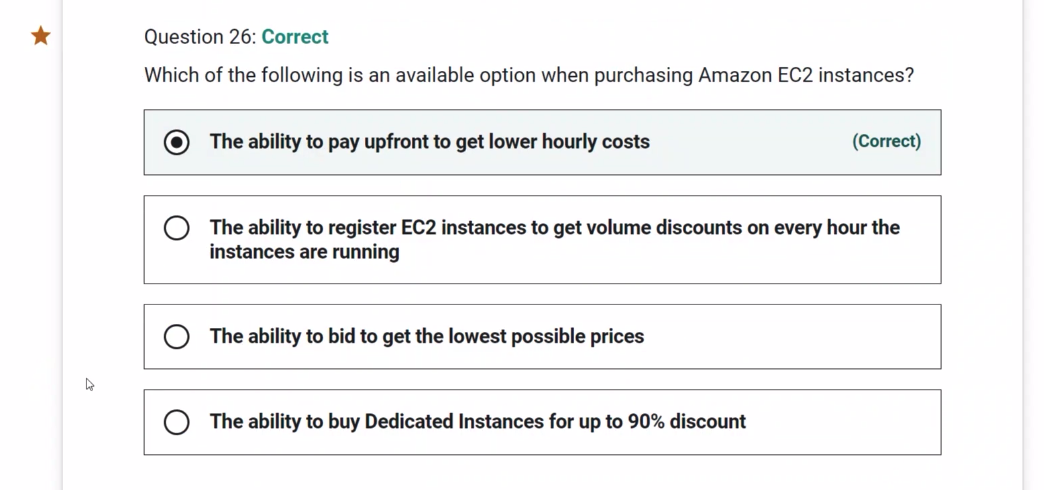 Question 26: Correct
Which of the following is an available option when purchasing Amazon EC2 instances?
The ability to pay upfront to get lower hourly costs (Correct)
The ability to register EC2 instances to get volume discounts on every hour the
instances are running
The ability to bid to get the lowest possible prices
The ability to buy Dedicated Instances for up to 90% discount